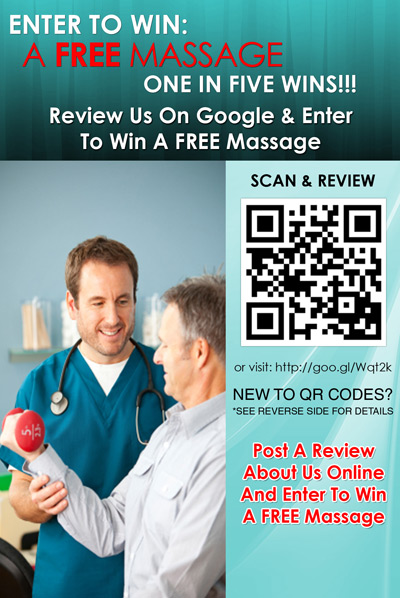 ENTER TO WIN:
A FREE MASSAGE
ONE IN FIVE WINS!!!
Review Us On Google & Enter
To Win A FREE Massage
SCAN & REVIEW
or visit: http://goo.gl/Wqt2k
NEW TO QR CODES?
*SEE REVERSE SIDE FOR DETAILS
Post A Review
About Us Online
And Enter To Win
A FREE Massage